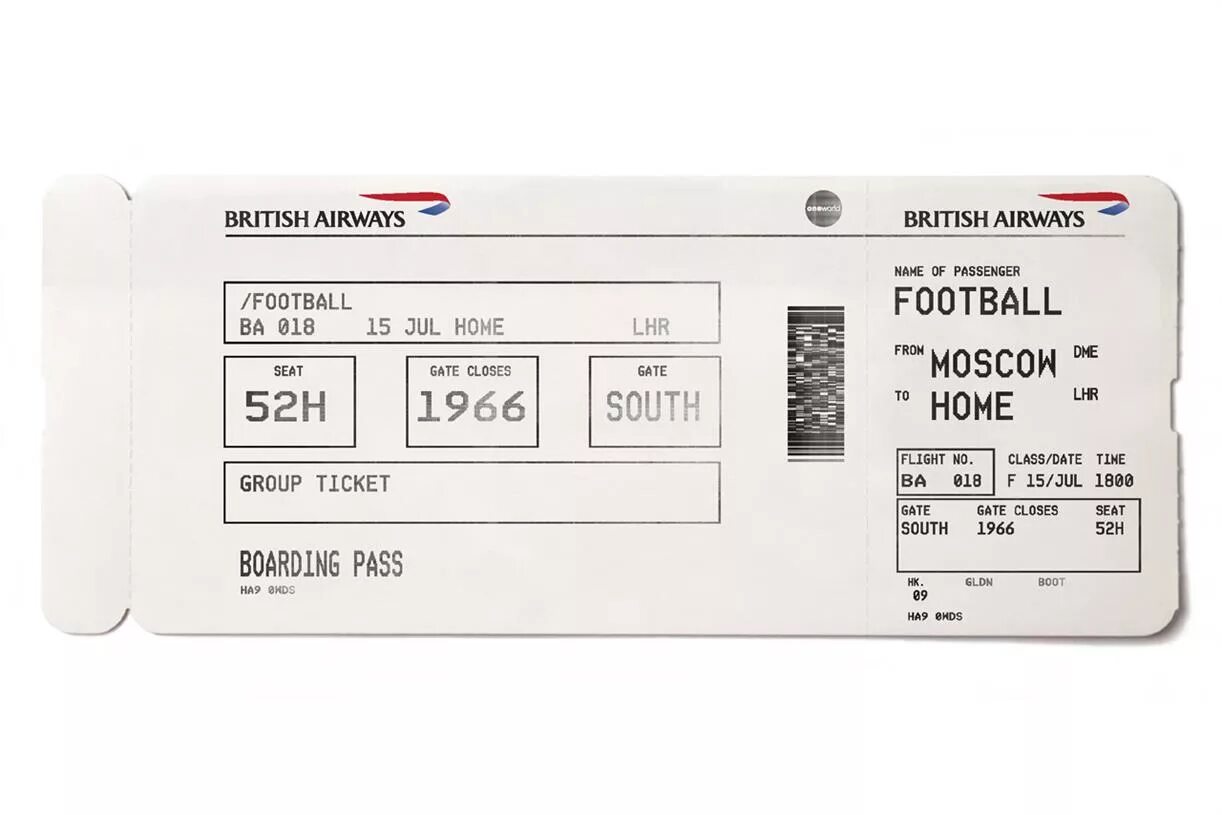 BRITISH AIRWAYS
oneworld
/FOOTBALL
BA 018 15 JUL HOME LHR
SEAT
52H
GATE CLOSES
1966
GATE
SOUTH
GROUP TICKET
BOARDING PASS
HA9 0WDS
BRITISH AIRWAYS
NAME OF PASSENGER
FOOTBALL
FROM MOSCOW DME
TO HOME LHR
FLIGHT NO. CLASS/DATE TIME
BA 018 F 15/JUL 1800
GATE GATE CLOSES SEAT
SOUTH 1966 52H
HK. GLDN BOOT
09
HA9 0WDS